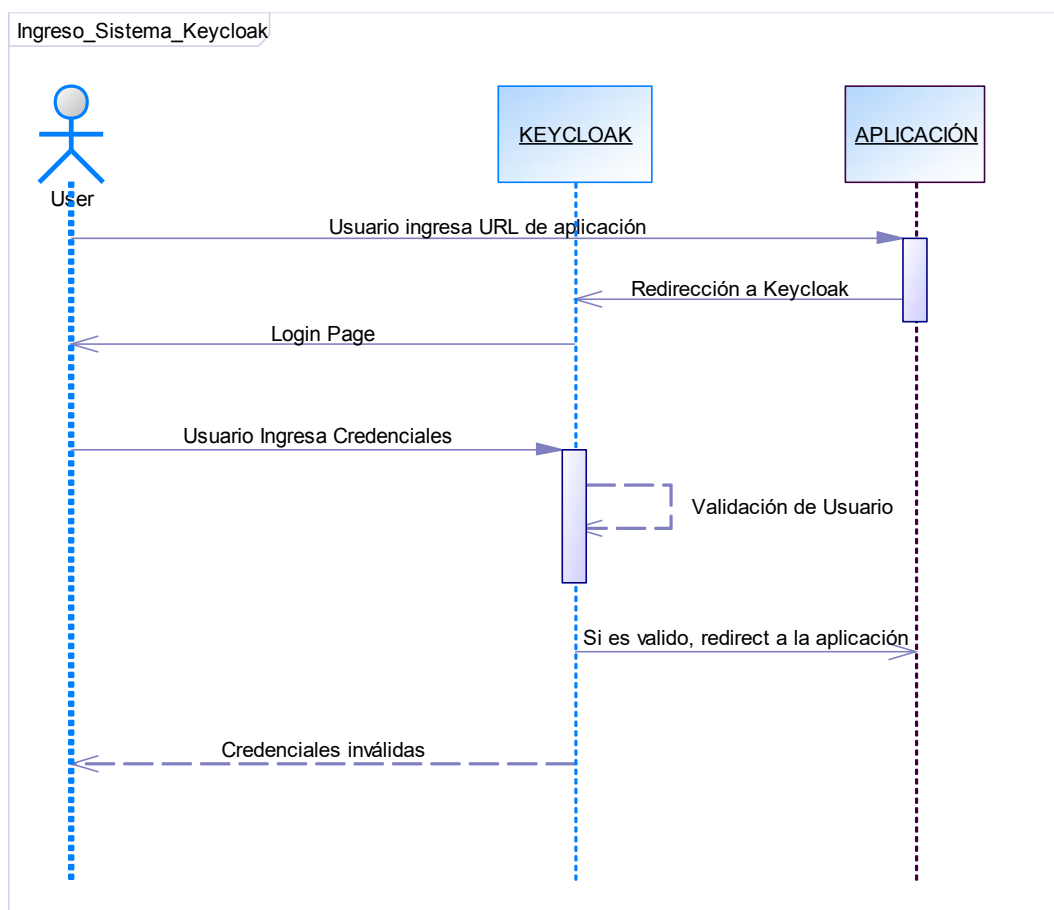 Ingreso_Sistema_Keycloak
KEYCLOAK
APLICACIÓN
User
Usuario ingresa URL de aplicación
Redirección a Keycloak
Login Page
Usuario Ingresa Credenciales
Validación de Usuario
Si es valido, redirect a la aplicación
Credenciales inválidas